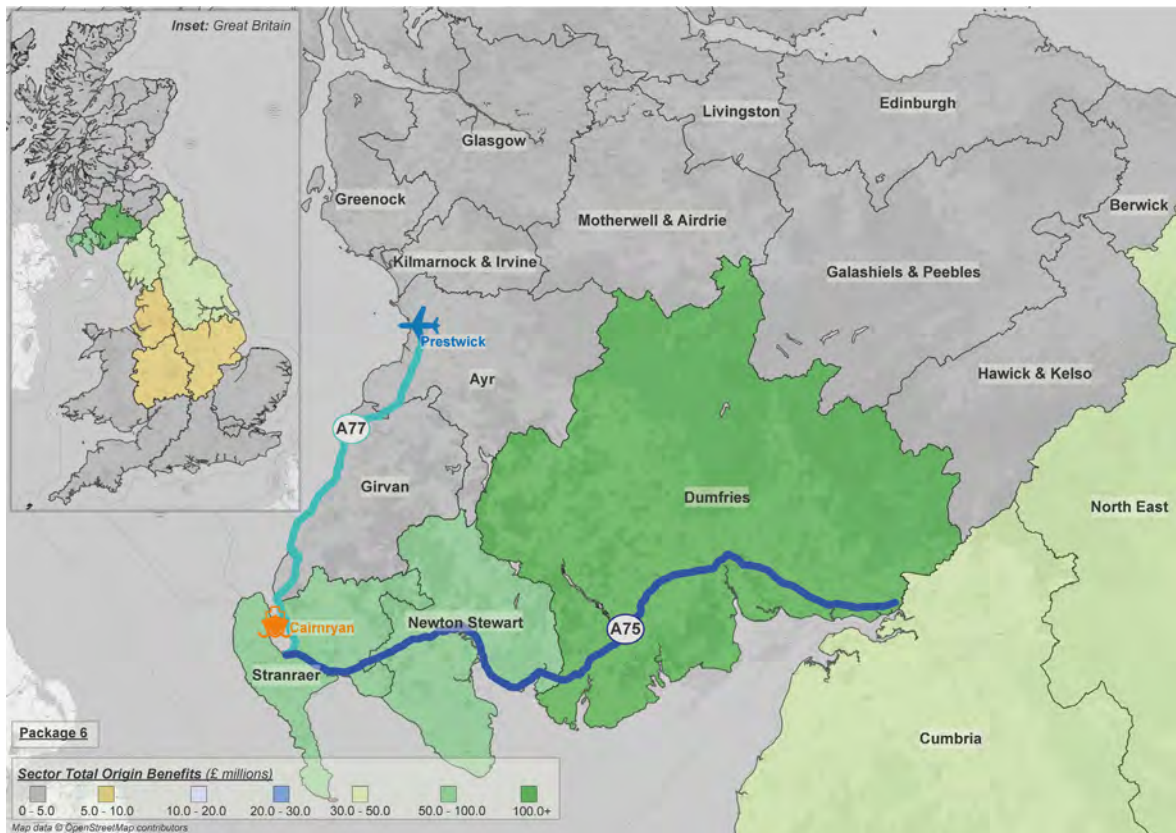 Inset: Great Britain
Edinburgh
Livingston
Glasgow
Greenock
Berwick
Motherwell & Airdrie
Kilmarnock & Irvine
Galashiels & Peebles
Prestwick
Hawick & Kelso
Ayr
A77
Girvan
Dumfries
North East
Cairnryan
Newton Stewart
A75
Stranraer
Cumbria
Package 6
Sector Total Origin Benefits (£ millions)
0 - 5.0 5.0 - 10.0 10.0 - 20.0 20.0 - 30.0 30.0 - 50.0 50.0 - 100.0 100.0+
Map data © OpenStreetMap contributors